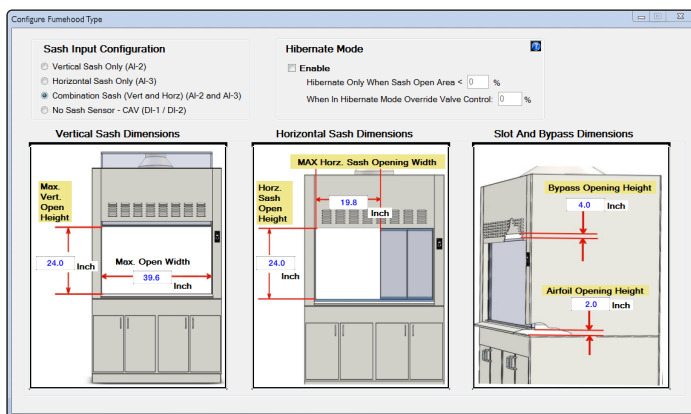 Configure Fumehood Type
Sash Input Configuration
Vertical Sash Only (AI-2)
Horizontal Sash Only (AI-3)
Combination Sash (Vert and Horz) (AI-2 and AI-3)
No Sash Sensor - CAV (DI-1 / DI-2)
Hibernate Mode
?
Enable
Hibernate Only When Sash Open Area < 0 %
When In Hibernate Mode Override Valve Control: 0 %
Vertical Sash Dimensions
Max.
Vert.
Open
Height
24.0 Inch
Max. Open Width
39.6
Inch
Horizontal Sash Dimensions
MAX Horz. Sash Opening Width
Horz.
Sash
Open
Height
19.8
Inch
24.0
Inch
Slot And Bypass Dimensions
Bypass Opening Height
4.0 Inch
Airfoil Opening Height
2.0 Inch